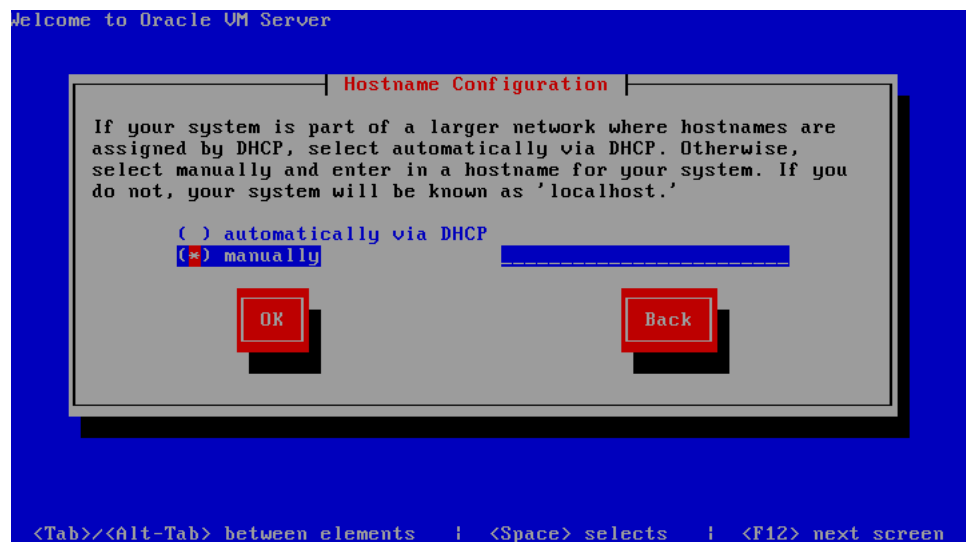 Welcome to Oracle VM Server
Hostname Configuration
If your system is part of a larger network where hostnames are
assigned by DHCP, select automatically via DHCP. Otherwise,
select manually and enter in a hostname for your system. If you
do not, your system will be known as 'localhost.'
( ) automatically via DHCP
(*) manually ________________________
OK Back
<Tab>/<Alt-Tab> between elements | <Space> selects | <F12> next screen